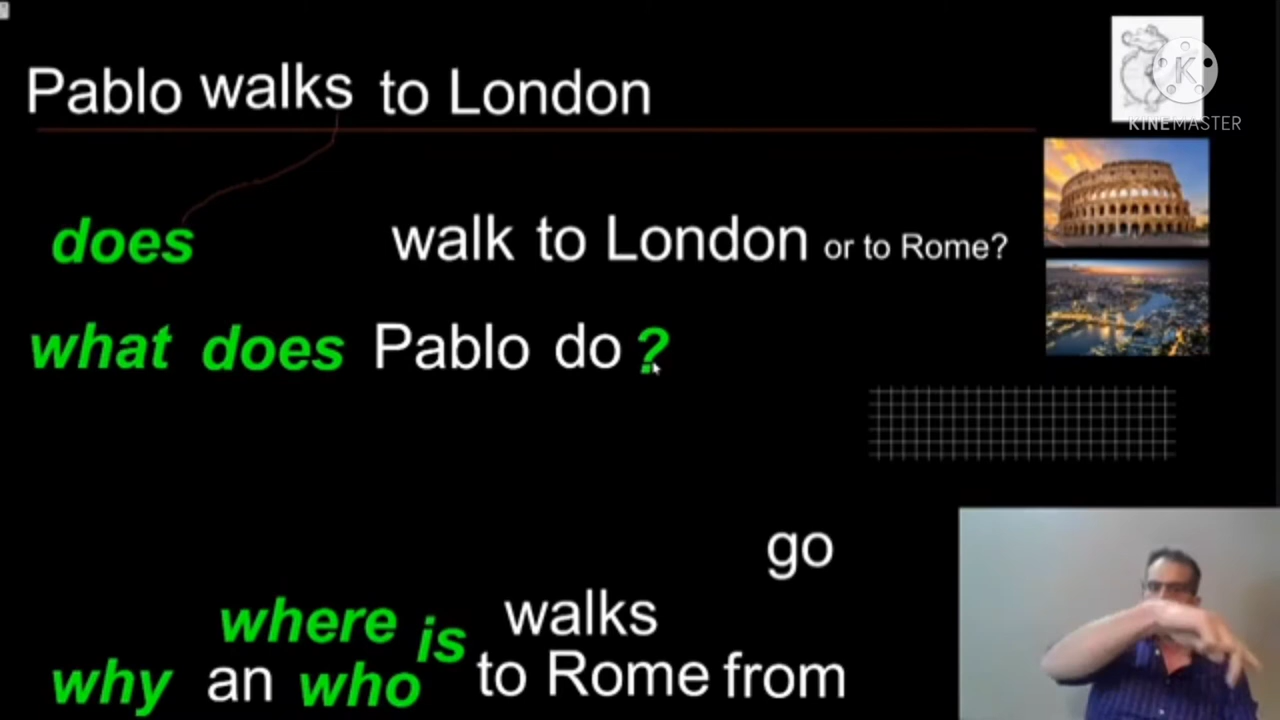 Pablo walks to London
KINEMASTER
does walk to London or to Rome?
what does Pablo do ?
go
where is walks
why an who to Rome from